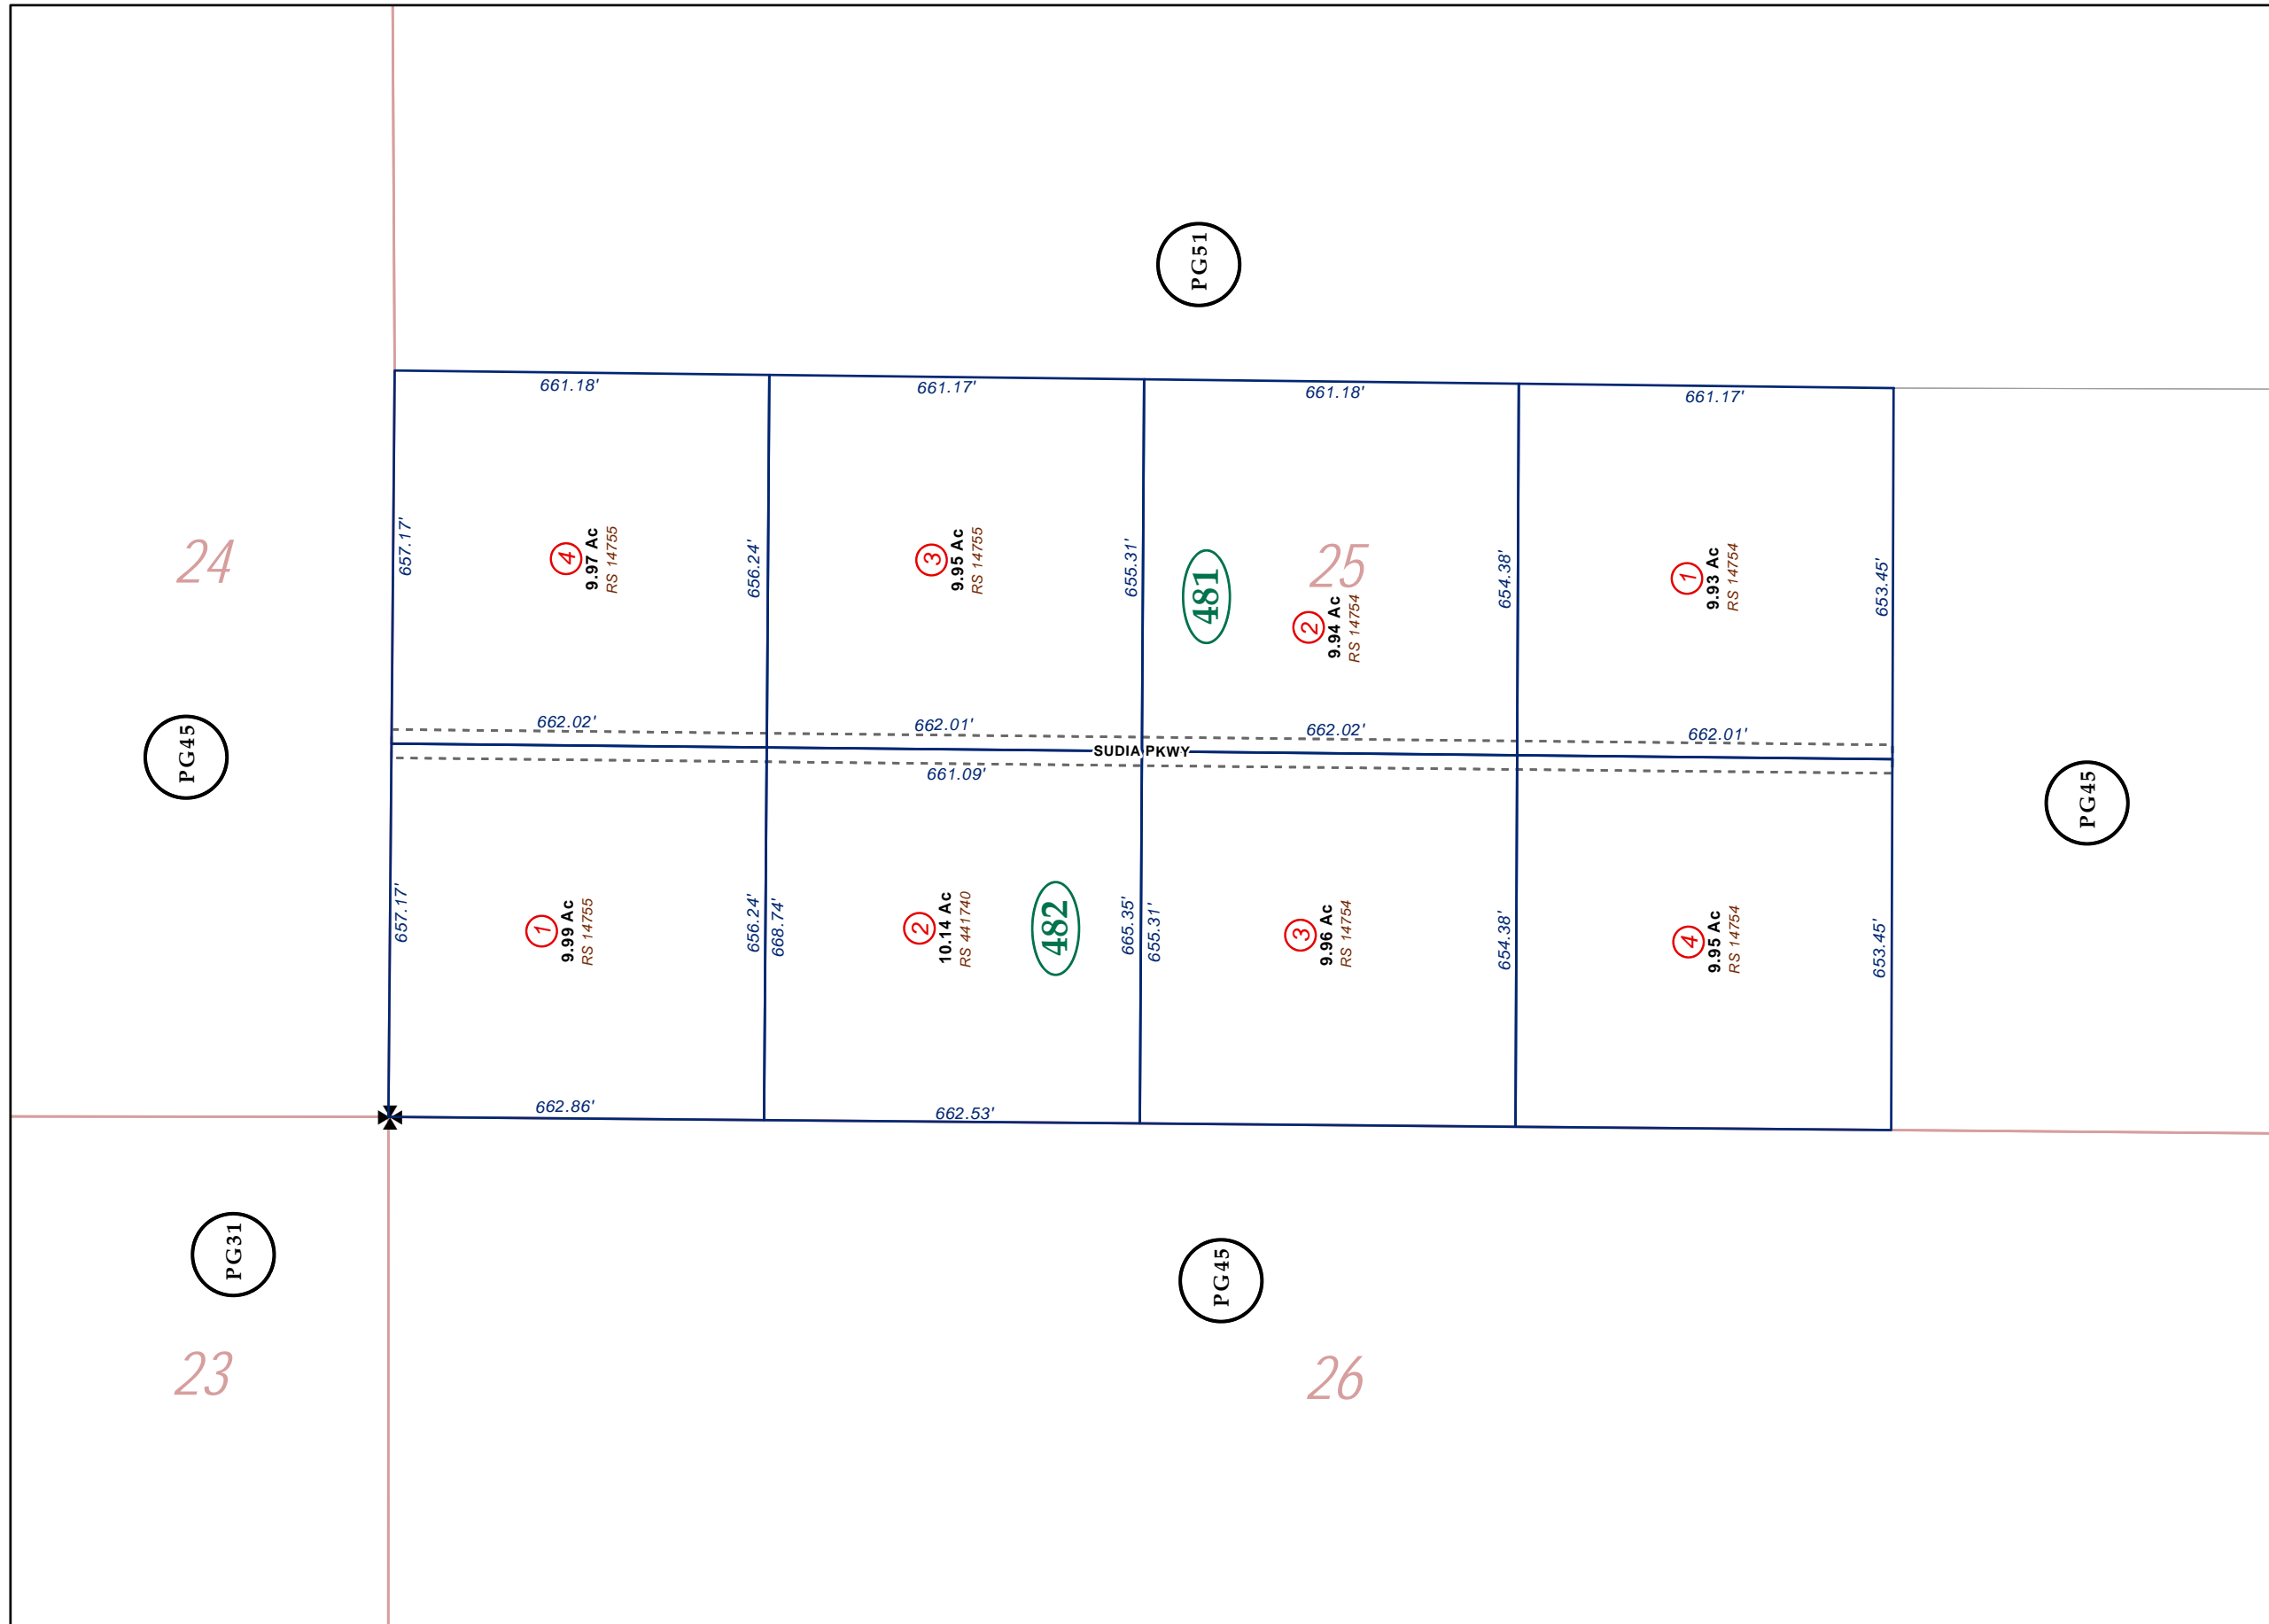 PG51
661.18'
661.17'
661.18'
661.17'
24
657.17'
4
9.97 Ac
RS 14755
656.24'
3
9.95 Ac
RS 14755
655.31'
481
25
2
9.94 Ac
RS 14754
654.38'
1
9.93 Ac
RS 14754
653.45'
662.02'
662.01'
662.02'
662.01'
PG45
SUDIA PKWY
661.09'
PG45
657.17'
1
9.99 Ac
RS 14755
656.24'
668.74'
2
10.14 Ac
RS 441740
482
665.35'
655.31'
3
9.96 Ac
RS 14754
654.38'
4
9.95 Ac
RS 14754
653.45'
662.86'
662.53'
PG31
PG45
23
26